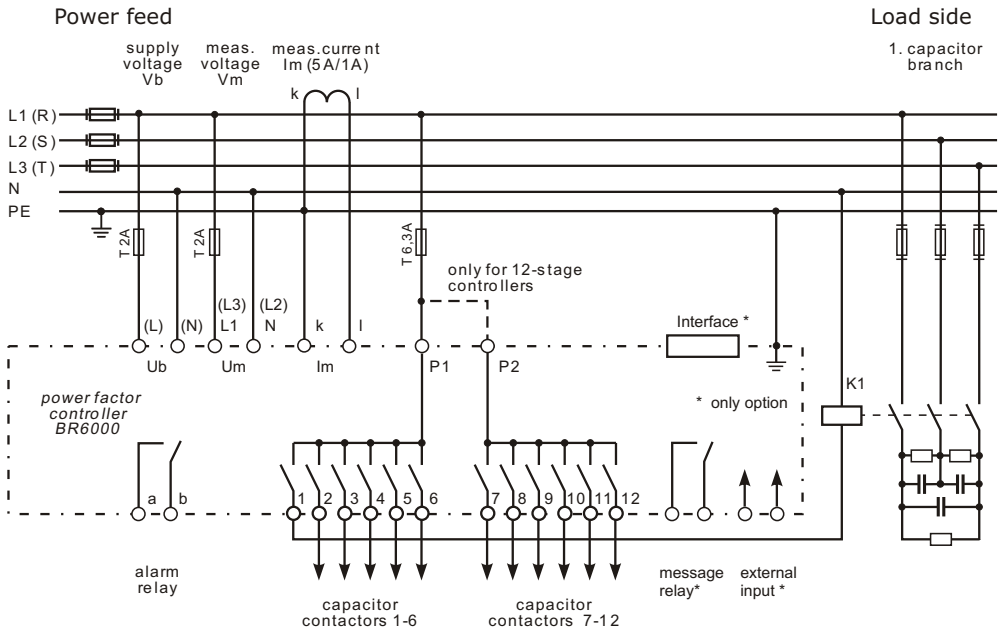 Power feed
Load side
supply voltage Vb
meas. voltage Vm
meas.current Im (5A/1A)
1. capacitor branch
k
l
L1 (R)
L2 (S)
L3 (T)
N
PE
T 2A
T 2A
T 6,3A
only for 12-stage controllers
(L)
(N)
(L3)
L1
(L2)
N
k
l
Interface *
Ub
Um
Im
P1
P2
K1
power factor controller BR6000
* only option
a
b
1
2
3
4
5
6
7
8
9
10
11
12
alarm relay
capacitor contactors 1-6
capacitor contactors 7-12
message relay*
external input *